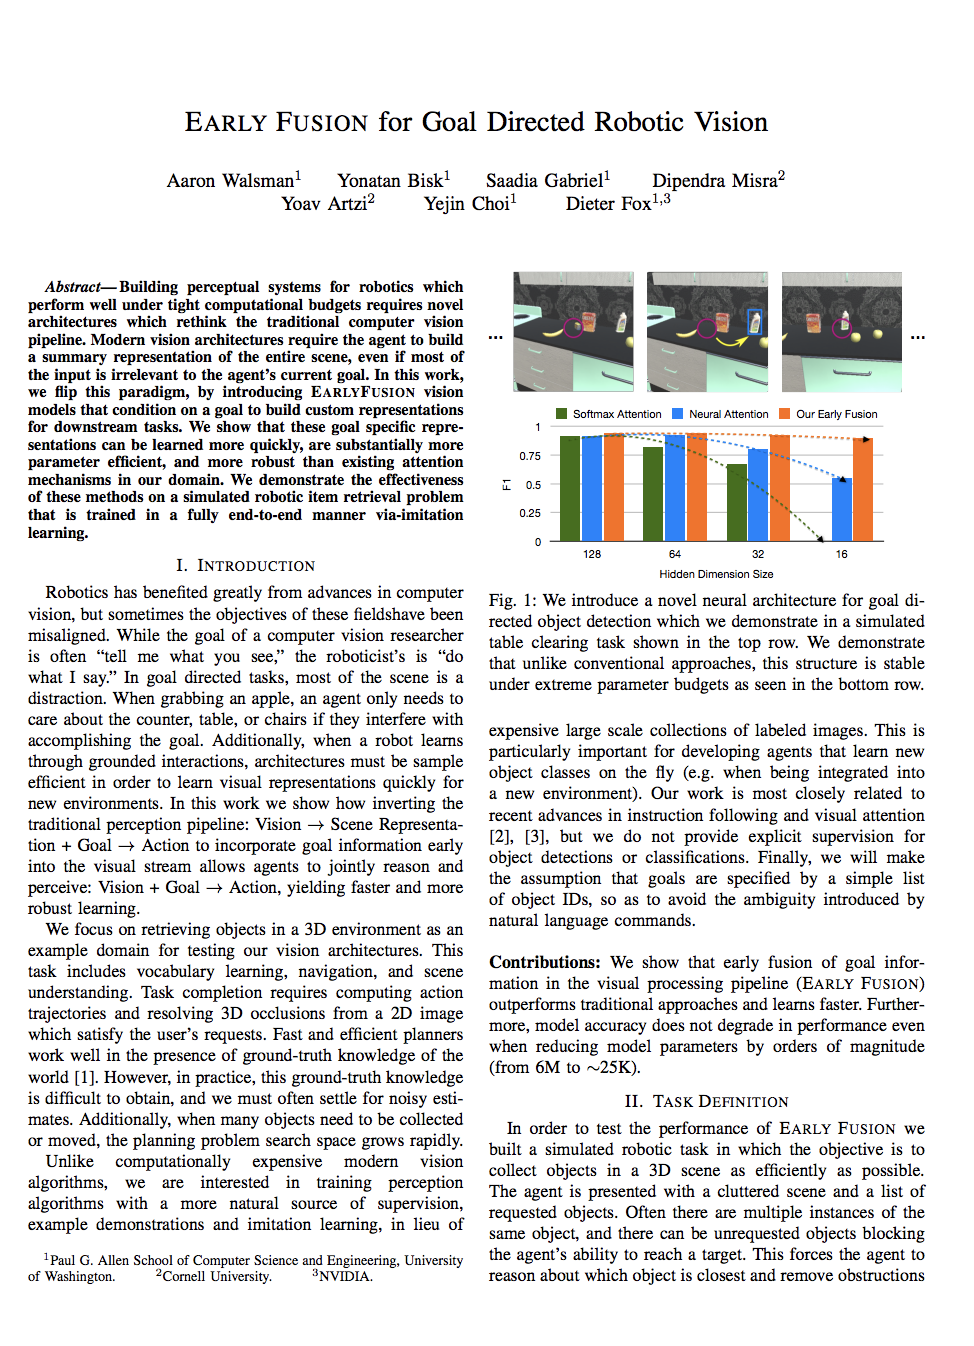 EARLY FUSION for Goal Directed Robotic Vision
Aaron Walsman1 Yonatan Bisk1 Saadia Gabriel1 Dipendra Misra2
Yoav Artzi2 Yejin Choi1 Dieter Fox1,3
Abstract— Building perceptual systems for robotics which
perform well under tight computational budgets requires novel
architectures which rethink the traditional computer vision
pipeline. Modern vision architectures require the agent to build
a summary representation of the entire scene, even if most of
the input is irrelevant to the agent's current goal. In this work,
we flip this paradigm, by introducing EARLYFUSION vision
models that condition on a goal to build custom representations
for downstream tasks. We show that these goal specific repre-
sentations can be learned more quickly, are substantially more
parameter efficient, and more robust than existing attention
mechanisms in our domain. We demonstrate the effectiveness
of these methods on a simulated robotic item retrieval problem
that is trained in a fully end-to-end manner via-imitation
learning.
I. INTRODUCTION
Robotics has benefited greatly from advances in computer
vision, but sometimes the objectives of these fieldshave been
misaligned. While the goal of a computer vision researcher
is often “tell me what you see,” the roboticist's is “do
what I say.” In goal directed tasks, most of the scene is a
distraction. When grabbing an apple, an agent only needs to
care about the counter, table, or chairs if they interfere with
accomplishing the goal. Additionally, when a robot learns
through grounded interactions, architectures must be sample
efficient in order to learn visual representations quickly for
new environments. In this work we show how inverting the
traditional perception pipeline: Vision → Scene Representa-
tion + Goal → Action to incorporate goal information early
into the visual stream allows agents to jointly reason and
perceive: Vision + Goal → Action, yielding faster and more
robust learning.
We focus on retrieving objects in a 3D environment as an
example domain for testing our vision architectures. This
task includes vocabulary learning, navigation, and scene
understanding. Task completion requires computing action
trajectories and resolving 3D occlusions from a 2D image
which satisfy the user's requests. Fast and efficient planners
work well in the presence of ground-truth knowledge of the
world [1]. However, in practice, this ground-truth knowledge
is difficult to obtain, and we must often settle for noisy esti-
mates. Additionally, when many objects need to be collected
or moved, the planning problem search space grows rapidly.
Unlike computationally expensive modern vision
algorithms, we are interested in training perception
algorithms with a more natural source of supervision,
example demonstrations and imitation learning, in lieu of
1Paul G. Allen School of Computer Science and Engineering, University
of Washington. 2Cornell University. 3NVIDIA.
... ...
Softmax Attention Neural Attention Our Early Fusion
1
0.75
0.5
0.25
0
F1
128 64 32 16
Hidden Dimension Size
Fig. 1: We introduce a novel neural architecture for goal di-
rected object detection which we demonstrate in a simulated
table clearing task shown in the top row. We demonstrate
that unlike conventional approaches, this structure is stable
under extreme parameter budgets as seen in the bottom row.
expensive large scale collections of labeled images. This is
particularly important for developing agents that learn new
object classes on the fly (e.g. when being integrated into
a new environment). Our work is most closely related to
recent advances in instruction following and visual attention
[2], [3], but we do not provide explicit supervision for
object detections or classifications. Finally, we will make
the assumption that goals are specified by a simple list
of object IDs, so as to avoid the ambiguity introduced by
natural language commands.
Contributions: We show that early fusion of goal infor-
mation in the visual processing pipeline (EARLY FUSION)
outperforms traditional approaches and learns faster. Further-
more, model accuracy does not degrade in performance even
when reducing model parameters by orders of magnitude
(from 6M to ∼25K).
II. TASK DEFINITION
In order to test the performance of EARLY FUSION we
built a simulated robotic task in which the objective is to
collect objects in a 3D scene as efficiently as possible.
The agent is presented with a cluttered scene and a list of
requested objects. Often there are multiple instances of the
same object, and there can be unrequested objects blocking
the agent's ability to reach a target. This forces the agent to
reason about which object is closest and remove obstructions